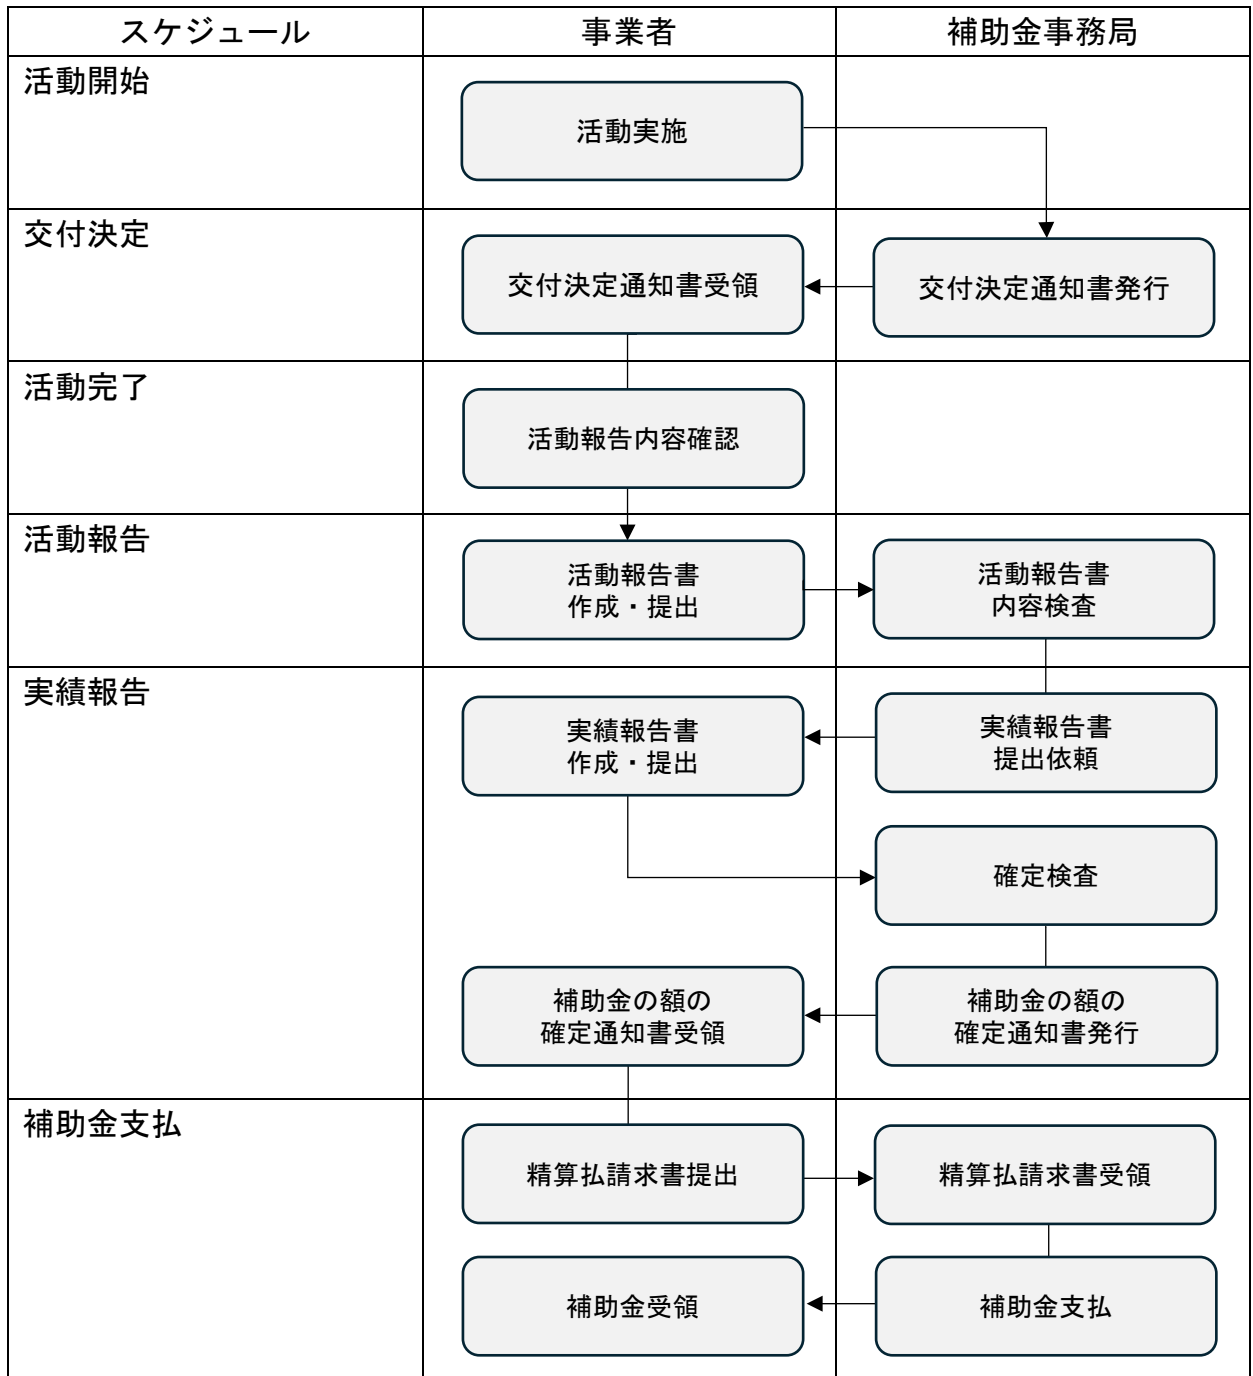 スケジュール
事業者
補助金事務局
活動開始
活動実施
交付決定
交付決定通知書受領
交付決定通知書発行
活動完了
活動報告内容確認
活動報告
活動報告書
作成・提出
活動報告書
内容検査
実績報告
実績報告書
作成・提出
実績報告書
提出依頼
確定検査
補助金の額の
確定通知書受領
補助金の額の
確定通知書発行
補助金支払
精算払請求書提出
精算払請求書受領
補助金受領
補助金支払